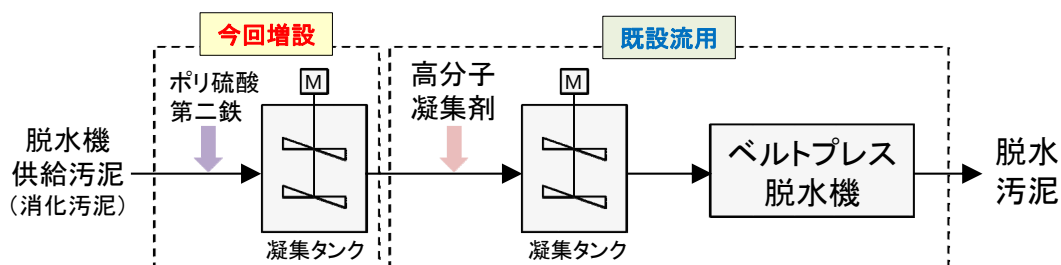 今回増設
既設流用
ポリ硫酸
第二鉄
M
高分子
凝集剤
M
脱水機
供給汚泥
（消化汚泥）
ベルトプレス
脱水機
脱水
汚泥
凝集タンク
凝集タンク